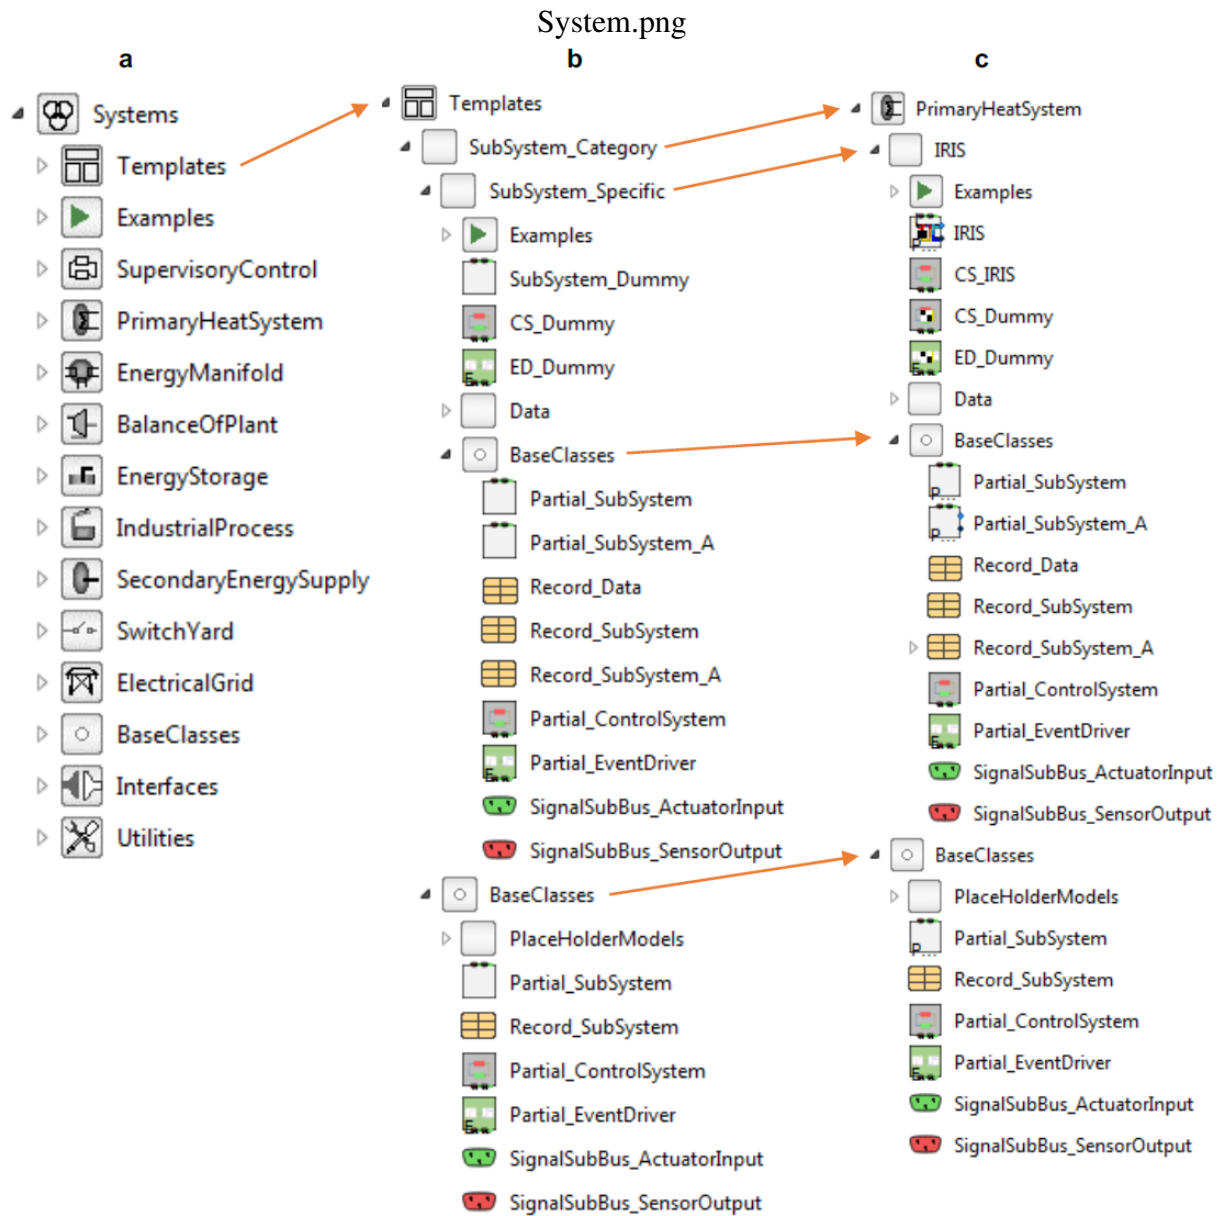 System.png
a
Systems
Templates
Examples
SupervisoryControl
PrimaryHeatSystem
EnergyManifold
BalanceOfPlant
EnergyStorage
IndustrialProcess
SecondaryEnergySupply
SwitchYard
ElectricalGrid
BaseClasses
Interfaces
Utilities
b
Templates
SubSystem_Category
SubSystem_Specific
Examples
SubSystem_Dummy
CS_Dummy
ED_Dummy
Data
BaseClasses
Partial_SubSystem
Partial_SubSystem_A
Record_Data
Record_SubSystem
Record_SubSystem_A
Partial_ControlSystem
Partial_EventDriver
SignalSubBus_ActuatorInput
SignalSubBus_SensorOutput
BaseClasses
PlaceHolderModels
Partial_SubSystem
Record_SubSystem
Partial_ControlSystem
Partial_EventDriver
SignalSubBus_ActuatorInput
SignalSubBus_SensorOutput
c
PrimaryHeatSystem
IRIS
Examples
IRIS
CS_IRIS
CS_Dummy
ED_Dummy
Data
BaseClasses
Partial_SubSystem
Partial_SubSystem_A
Record_Data
Record_SubSystem
Record_SubSystem_A
Partial_ControlSystem
Partial_EventDriver
SignalSubBus_ActuatorInput
SignalSubBus_SensorOutput
BaseClasses
PlaceHolderModels
Partial_SubSystem
Record_SubSystem
Partial_ControlSystem
Partial_EventDriver
SignalSubBus_ActuatorInput
SignalSubBus_SensorOutput